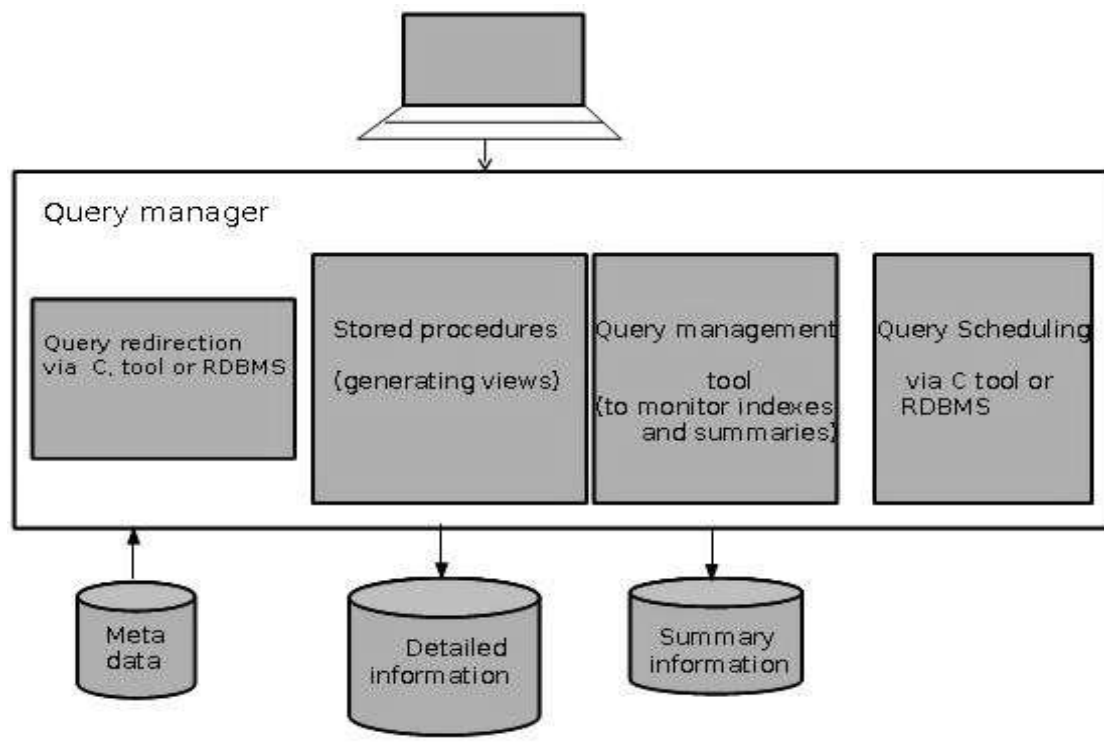 Query manager
Query redirection
via C, tool or RDBMS
Stored procedures
(generating views)
Query management
tool
(to monitor indexes
and summaries)
Query Scheduling
via C tool or
RDBMS
Meta
data
Detailed
information
Summary
information